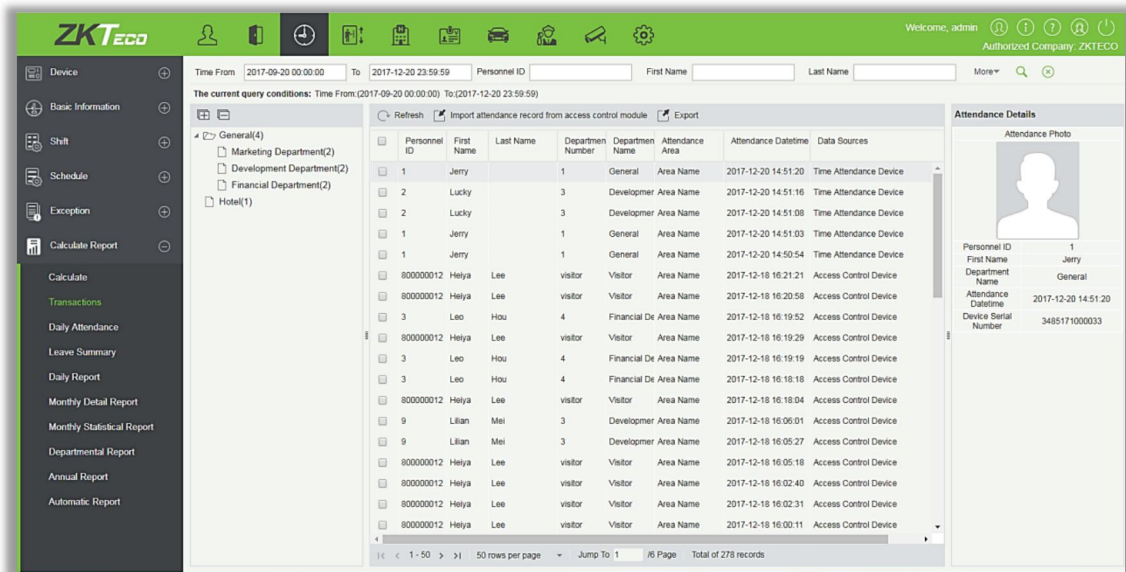 ZKTeco
Welcome, admin
Authorized Company: ZKTECO
Device
Basic Information
Shift
Schedule
Exception
Calculate Report
Calculate
Transactions
Daily Attendance
Leave Summary
Daily Report
Monthly Detail Report
Monthly Statistical Report
Departmental Report
Annual Report
Automatic Report
Time From 2017-09-20 00:00:00 To 2017-12-20 23:59:59 Personnel ID First Name Last Name More
The current query conditions: Time From:(2017-09-20 00:00:00) To:(2017-12-20 23:59:59)
General(4)
Marketing Department(2)
Development Department(2)
Financial Department(2)
Hotel(1)
Refresh Import attendance record from access control module Export
Personnel ID First Name Last Name Departmen Number Departmen Name Attendance Area Attendance Datetime Data Sources
1 Jerry 1 General Area Name 2017-12-20 14:51:20 Time Attendance Device
2 Lucky 3 Developmer Area Name 2017-12-20 14:51:16 Time Attendance Device
2 Lucky 3 Developmer Area Name 2017-12-20 14:51:08 Time Attendance Device
1 Jerry 1 General Area Name 2017-12-20 14:51:03 Time Attendance Device
1 Jerry 1 General Area Name 2017-12-20 14:50:54 Time Attendance Device
800000012 Heiya Lee visitor Visitor Area Name 2017-12-18 16:21:21 Access Control Device
800000012 Heiya Lee visitor Visitor Area Name 2017-12-18 16:20:58 Access Control Device
3 Leo Hou 4 Financial De Area Name 2017-12-18 16:19:52 Access Control Device
800000012 Heiya Lee visitor Visitor Area Name 2017-12-18 16:19:29 Access Control Device
3 Leo Hou 4 Financial De Area Name 2017-12-18 16:19:19 Access Control Device
3 Leo Hou 4 Financial De Area Name 2017-12-18 16:18:18 Access Control Device
800000012 Heiya Lee visitor Visitor Area Name 2017-12-18 16:18:04 Access Control Device
9 Lilian Mei 3 Developmer Area Name 2017-12-18 16:06:01 Access Control Device
9 Lilian Mei 3 Developmer Area Name 2017-12-18 16:05:27 Access Control Device
800000012 Heiya Lee visitor Visitor Area Name 2017-12-18 16:05:18 Access Control Device
800000012 Heiya Lee visitor Visitor Area Name 2017-12-18 16:02:40 Access Control Device
800000012 Heiya Lee visitor Visitor Area Name 2017-12-18 16:02:31 Access Control Device
800000012 Heiya Lee visitor Visitor Area Name 2017-12-18 16:00:11 Access Control Device
1 - 50 50 rows per page Jump To 1 /6 Page Total of 278 records
Attendance Details
Attendance Photo
Personnel ID 1
First Name Jerry
Department Name General
Attendance Datetime 2017-12-20 14:51:20
Device Serial Number 3485171000033